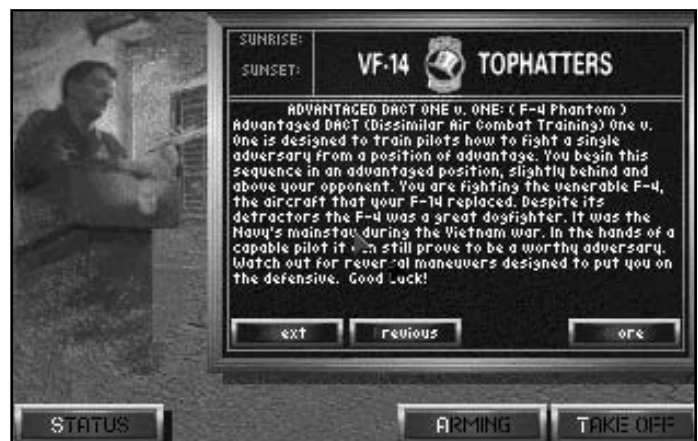 SUNRISE:
SUNSET:
VF-14 TOPHATTERS
ADVANTAGED DACT ONE v. ONE: ( F-4 Phantom )
Advantaged DACT (Dissimilar Air Combat Training) One v.
One is designed to train pilots how to fight a single
adversary from a position of advantage. You begin this
sequence in an advantaged position, slightly behind and
above your opponent. You are fighting the venerable F-4,
the aircraft that your F-14 replaced. Despite its
detractors the F-4 was a great dogfighter. It was the
Navy's mainstay during the Vietnam war. In the hands of a
capable pilot it can still prove to be a worthy adversary.
Watch out for reversal maneuvers designed to put you on
the defensive. Good Luck!
ext revious ore
STATUS ARMING TAKE OFF